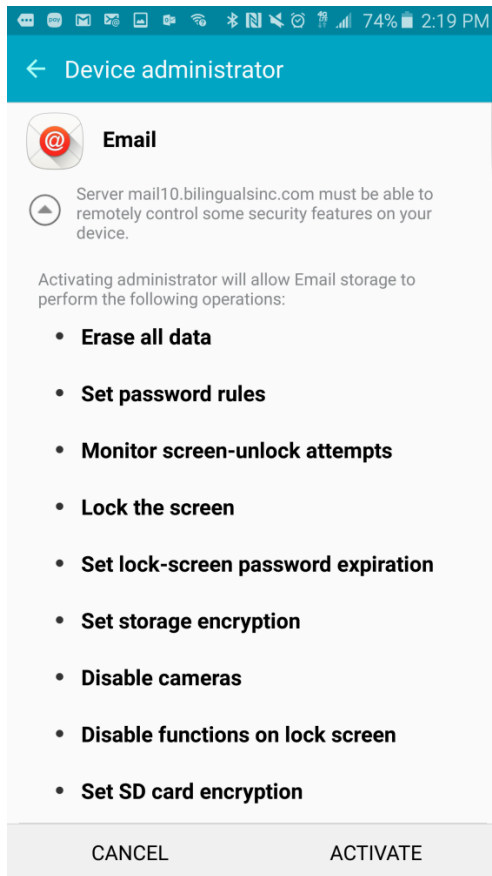 74% 2:19 PM
Device administrator
Email
Server mail10.bilingualsinc.com must be able to
remotely control some security features on your
device.
Activating administrator will allow Email storage to
perform the following operations:
• Erase all data
• Set password rules
• Monitor screen-unlock attempts
• Lock the screen
• Set lock-screen password expiration
• Set storage encryption
• Disable cameras
• Disable functions on lock screen
• Set SD card encryption
CANCEL ACTIVATE